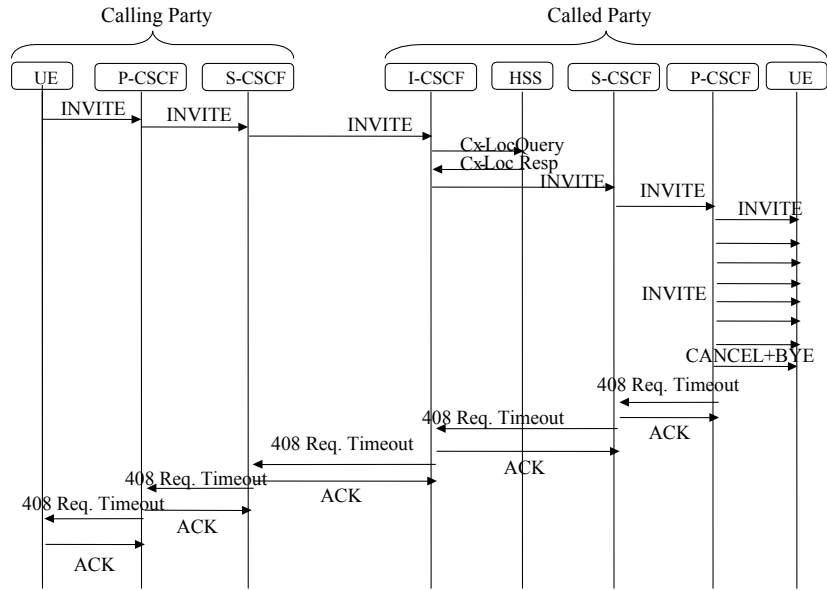 Calling Party
Called Party
UE
P-CSCF
S-CSCF
I-CSCF
HSS
S-CSCF
P-CSCF
UE
INVITE
INVITE
INVITE
Cx-LocQuery
Cx-Loc Resp
INVITE
INVITE
INVITE
INVITE
CANCEL+BYE
408 Req. Timeout
ACK
408 Req. Timeout
ACK
408 Req. Timeout
ACK
408 Req. Timeout
ACK
408 Req. Timeout
ACK